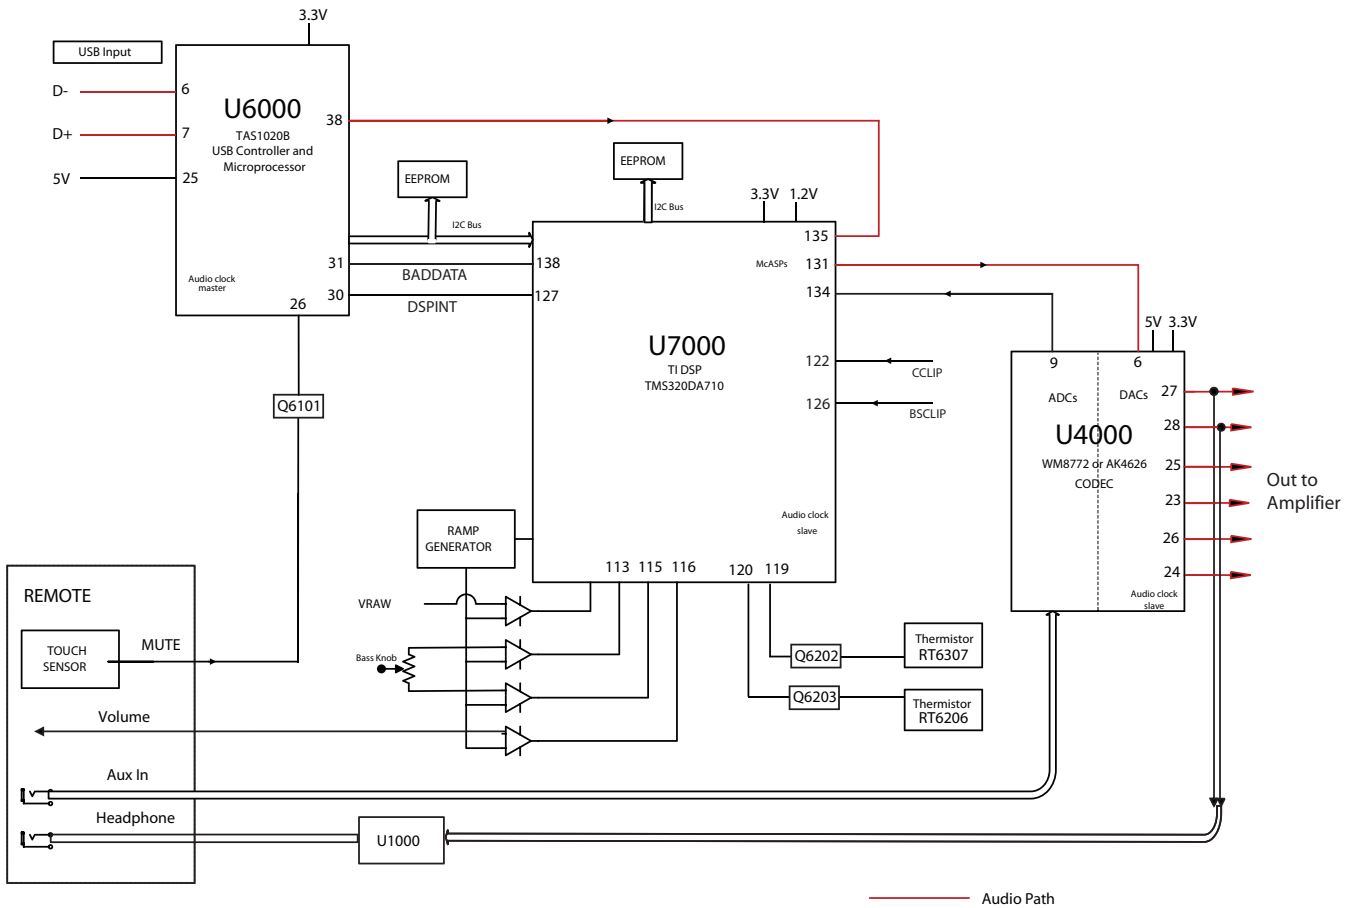 3.3V
USB Input
D-
D+
5V
6
7
25
U6000
TAS1020B
USB Controller and
Microprocessor
38
31
30
26
Audio clock
master
EEPROM
I2C Bus
BADDATA
DSPINT
EEPROM
I2C Bus
3.3V
1.2V
138
127
135
McASPs
131
134
U7000
TI DSP
TMS320DA710
122
CCLIP
126
BSCLIP
Audio clock
slave
113
115
116
120
119
5V
3.3V
9
6
ADCs
DACs
U4000
WM8772 or AK4626
CODEC
27
28
25
23
26
24
Audio clock
slave
Out to
Amplifier
Q6101
RAMP
GENERATOR
VRAW
Bass Knob
Q6202
Thermistor
RT6307
Q6203
Thermistor
RT6206
REMOTE
TOUCH
SENSOR
MUTE
Volume
Aux In
Headphone
U1000
Audio Path